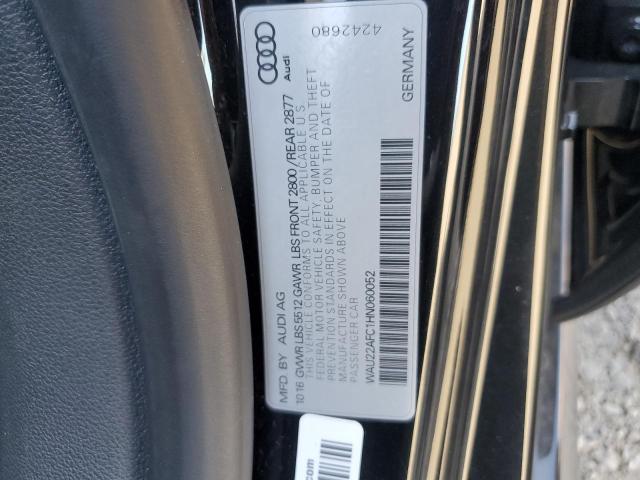 Audi
4242680
MFD. BY AUDI AG
10 16 GVWR LBS 5512 GAWR LBS FRONT 2800 / REAR 2877
THIS VEHICLE CONFORMS TO ALL APPLICABLE U.S.
FEDERAL MOTOR VEHICLE SAFETY, BUMPER AND THEFT
PREVENTION STANDARDS IN EFFECT ON THE DATE OF
MANUFACTURE SHOWN ABOVE
PASSENGER CAR
WAU22AFC1HN060052
GERMANY
.com